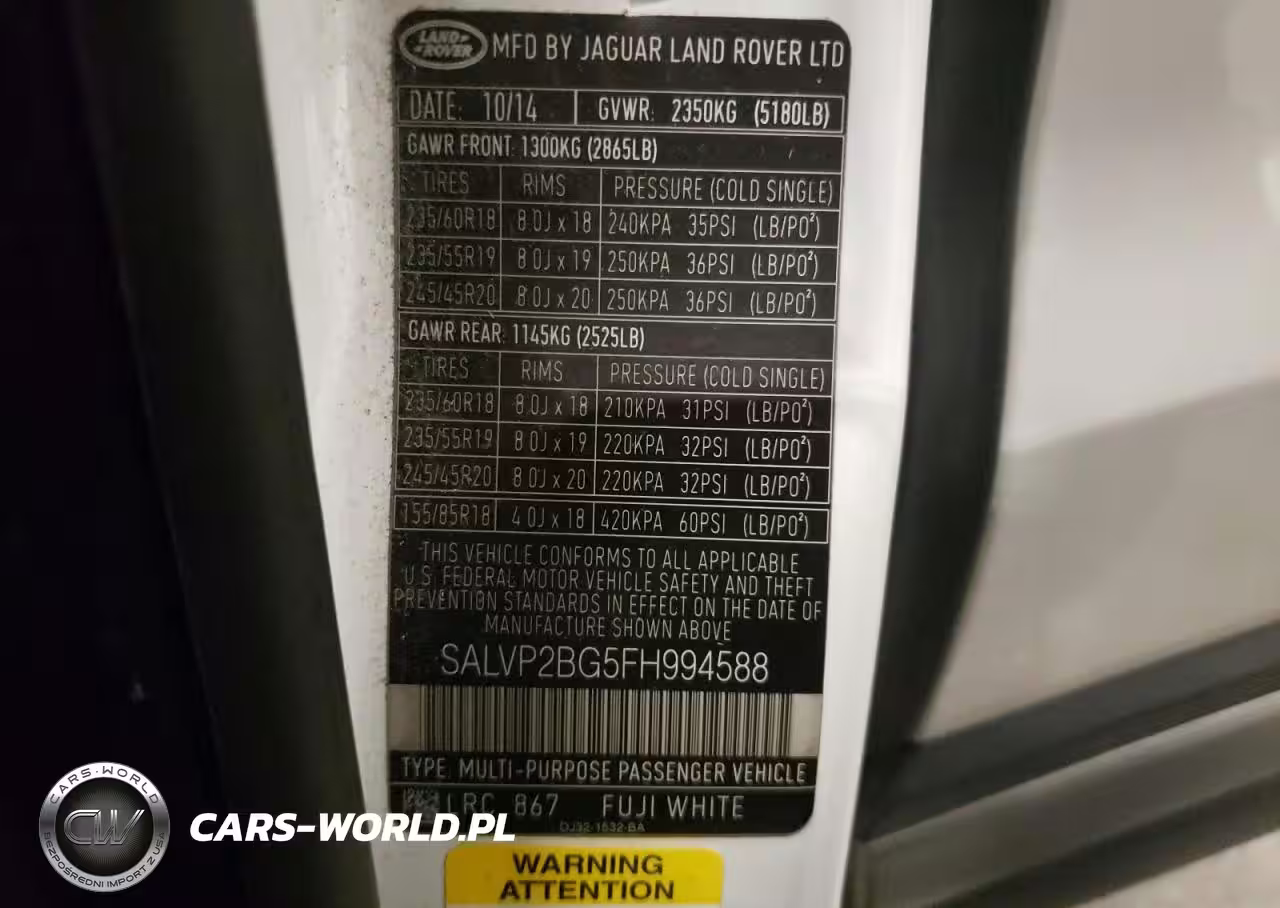 LAND ROVER MFD BY JAGUAR LAND ROVER LTD
DATE: 10/14 GVWR: 2350KG (5180LB)
GAWR FRONT: 1300KG (2865LB)
TIRES RIMS PRESSURE (COLD SINGLE)
235/60R18 8.0J x 18 240KPA 35PSI (LB/PO²)
235/55R19 8.0J x 19 250KPA 36PSI (LB/PO²)
245/45R20 8.0J x 20 250KPA 36PSI (LB/PO²)
GAWR REAR: 1145KG (2525LB)
TIRES RIMS PRESSURE (COLD SINGLE)
235/60R18 8.0J x 18 210KPA 31PSI (LB/PO²)
235/55R19 8.0J x 19 220KPA 32PSI (LB/PO²)
245/45R20 8.0J x 20 220KPA 32PSI (LB/PO²)
155/85R18 4.0J x 18 420KPA 60PSI (LB/PO²)
THIS VEHICLE CONFORMS TO ALL APPLICABLE
U.S. FEDERAL MOTOR VEHICLE SAFETY AND THEFT
PREVENTION STANDARDS IN EFFECT ON THE DATE OF
MANUFACTURE SHOWN ABOVE
SALVP2BG5FH994588
TYPE: MULTI-PURPOSE PASSENGER VEHICLE
LRC 867 FUJI WHITE
DJ32-1532-BA
WARNING
ATTENTION
CARS-WORLD
CW
BEZPOŚREDNI IMPORT Z USA
CARS-WORLD.PL